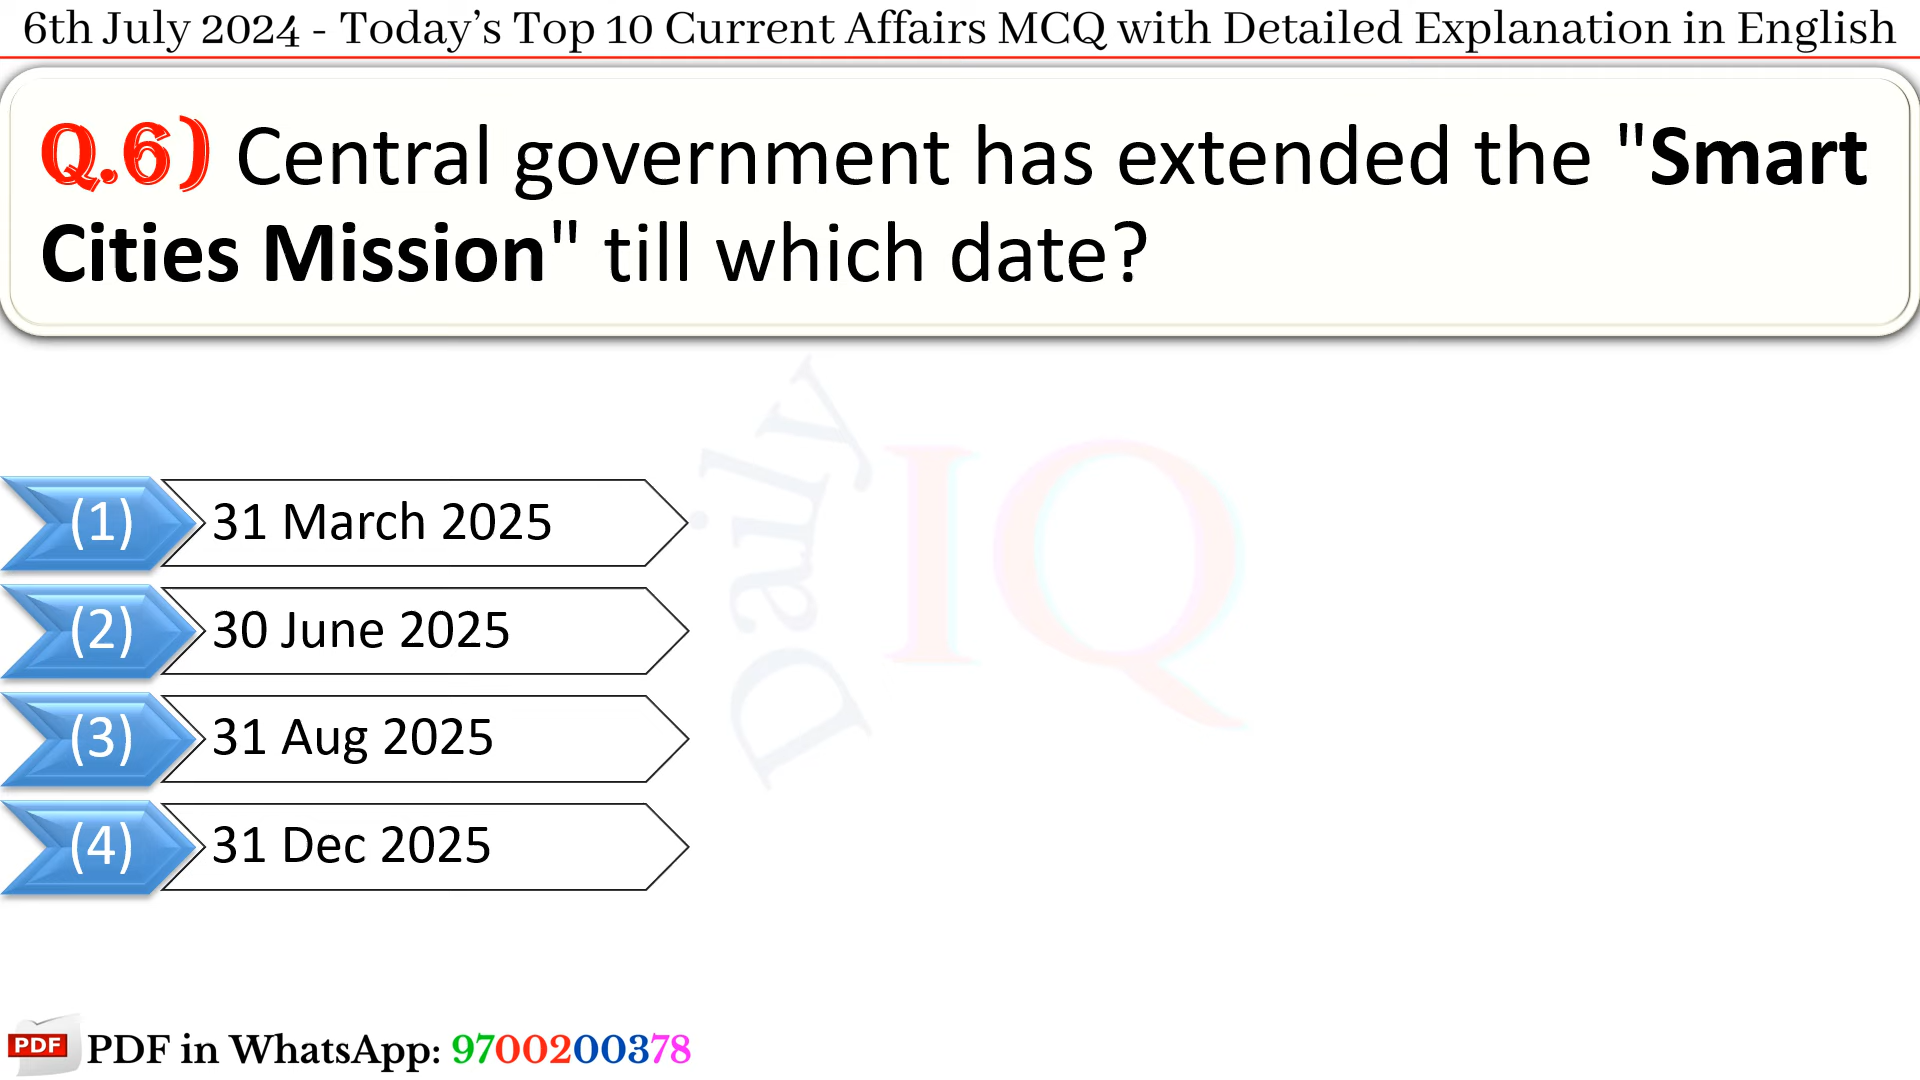 6th July 2024 - Today’s Top 10 Current Affairs MCQ with Detailed Explanation in English
Q.6) Central government has extended the "Smart
Cities Mission" till which date?
Daily IQ
(1) 31 March 2025
(2) 30 June 2025
(3) 31 Aug 2025
(4) 31 Dec 2025
PDF PDF in WhatsApp: 9700200378